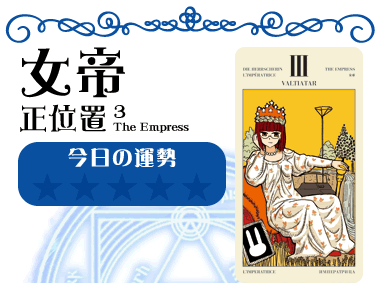 女帝
正位置 3
The Empress
今日の運勢
★★★★★
III
THE EMPRESS
VALTIATAR